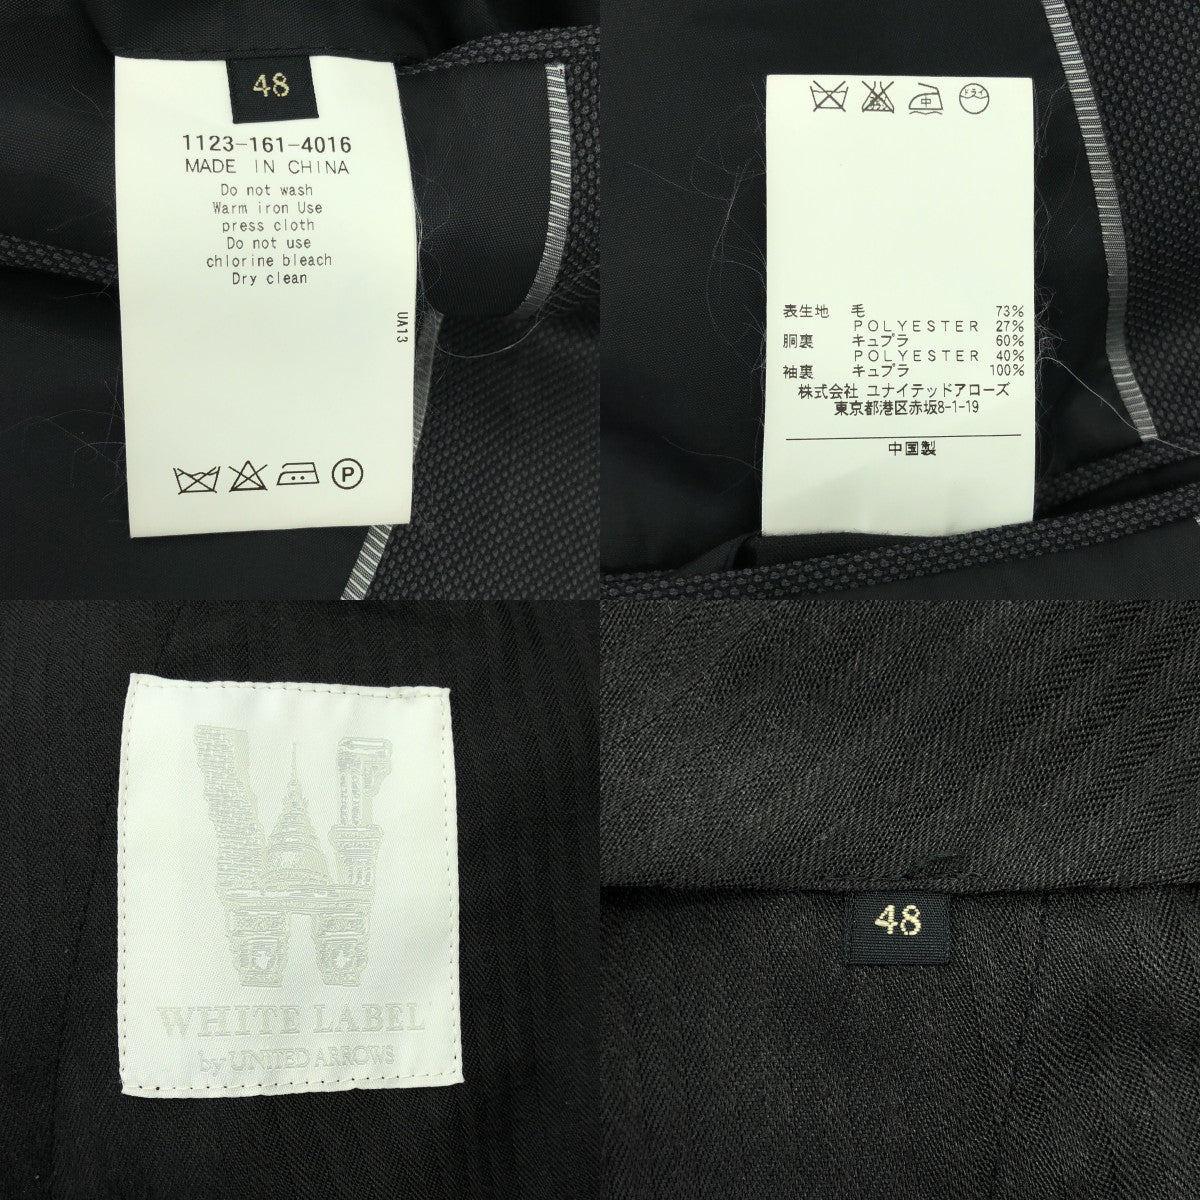 48
1123-161-4016
MADE IN CHINA
Do not wash
Warm iron Use
press cloth
Do not use
chlorine bleach
Dry clean
UA13
P
中
ドライ
表生地 毛 73%
POLYESTER 27%
胴裏 キュプラ 60%
POLYESTER 40%
袖裏 キュプラ 100%
株式会社 ユナイテッドアローズ
東京都港区赤坂8-1-19
中国製
W
WHITE LABEL
by UNITED ARROWS
48